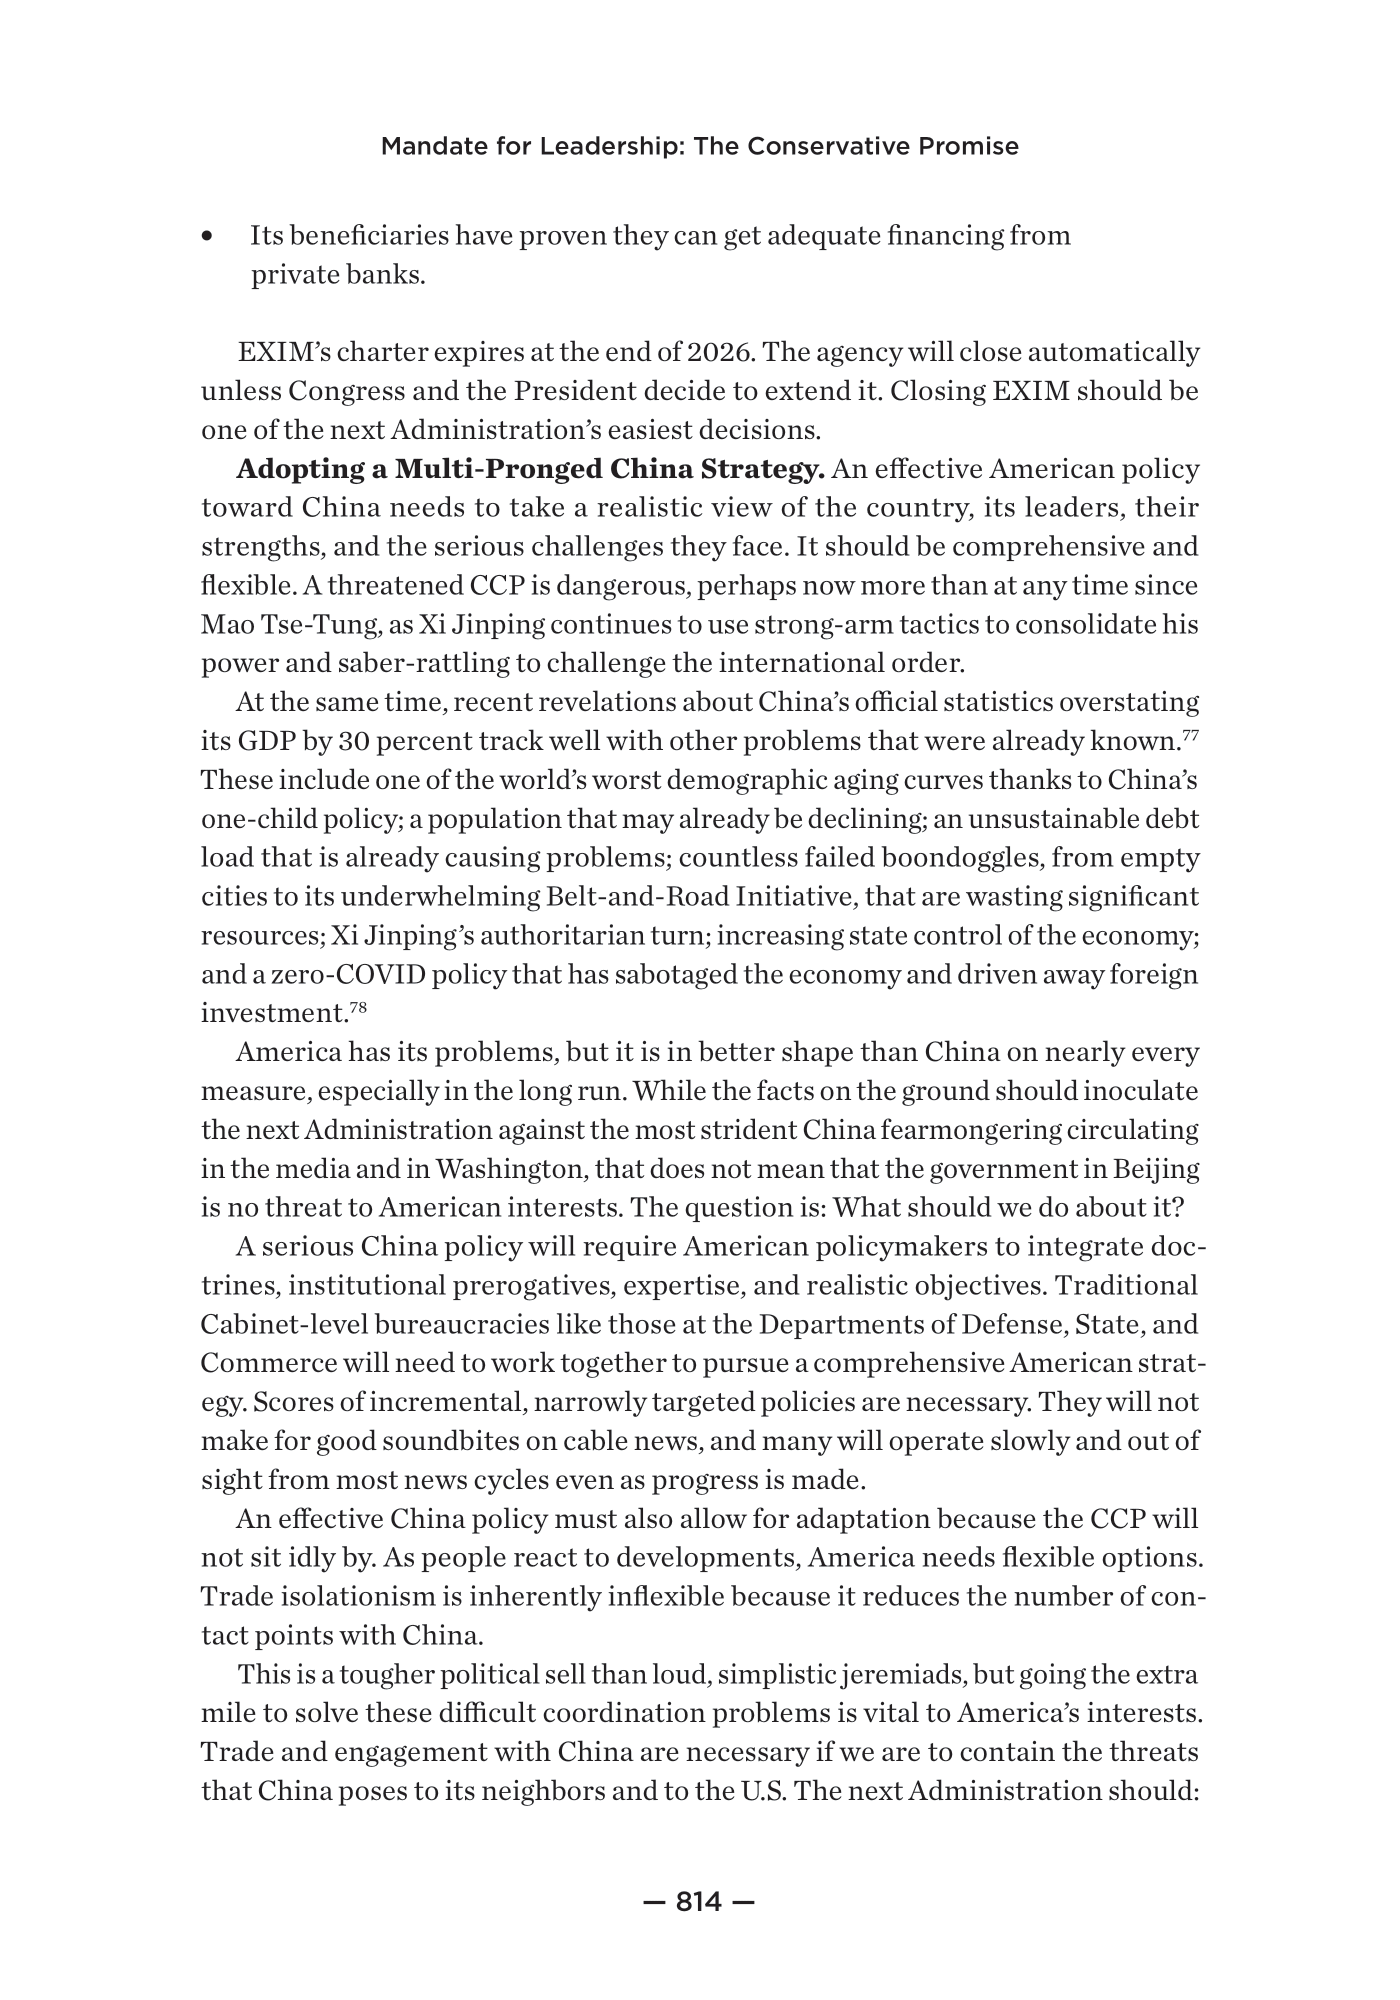 Mandate for Leadership: The Conservative Promise
• Its beneficiaries have proven they can get adequate financing from
private banks.
EXIM’s charter expires at the end of 2026. The agency will close automatically
unless Congress and the President decide to extend it. Closing EXIM should be
one of the next Administration’s easiest decisions.
Adopting a Multi-Pronged China Strategy. An effective American policy
toward China needs to take a realistic view of the country, its leaders, their
strengths, and the serious challenges they face. It should be comprehensive and
flexible. A threatened CCP is dangerous, perhaps now more than at any time since
Mao Tse-Tung, as Xi Jinping continues to use strong-arm tactics to consolidate his
power and saber-rattling to challenge the international order.
At the same time, recent revelations about China’s official statistics overstating
its GDP by 30 percent track well with other problems that were already known.77
These include one of the world’s worst demographic aging curves thanks to China’s
one-child policy; a population that may already be declining; an unsustainable debt
load that is already causing problems; countless failed boondoggles, from empty
cities to its underwhelming Belt-and-Road Initiative, that are wasting significant
resources; Xi Jinping’s authoritarian turn; increasing state control of the economy;
and a zero-COVID policy that has sabotaged the economy and driven away foreign
investment.78
America has its problems, but it is in better shape than China on nearly every
measure, especially in the long run. While the facts on the ground should inoculate
the next Administration against the most strident China fearmongering circulating
in the media and in Washington, that does not mean that the government in Beijing
is no threat to American interests. The question is: What should we do about it?
A serious China policy will require American policymakers to integrate doc-
trines, institutional prerogatives, expertise, and realistic objectives. Traditional
Cabinet-level bureaucracies like those at the Departments of Defense, State, and
Commerce will need to work together to pursue a comprehensive American strat-
egy. Scores of incremental, narrowly targeted policies are necessary. They will not
make for good soundbites on cable news, and many will operate slowly and out of
sight from most news cycles even as progress is made.
An effective China policy must also allow for adaptation because the CCP will
not sit idly by. As people react to developments, America needs flexible options.
Trade isolationism is inherently inflexible because it reduces the number of con-
tact points with China.
This is a tougher political sell than loud, simplistic jeremiads, but going the extra
mile to solve these difficult coordination problems is vital to America’s interests.
Trade and engagement with China are necessary if we are to contain the threats
that China poses to its neighbors and to the U.S. The next Administration should:
— 814 —